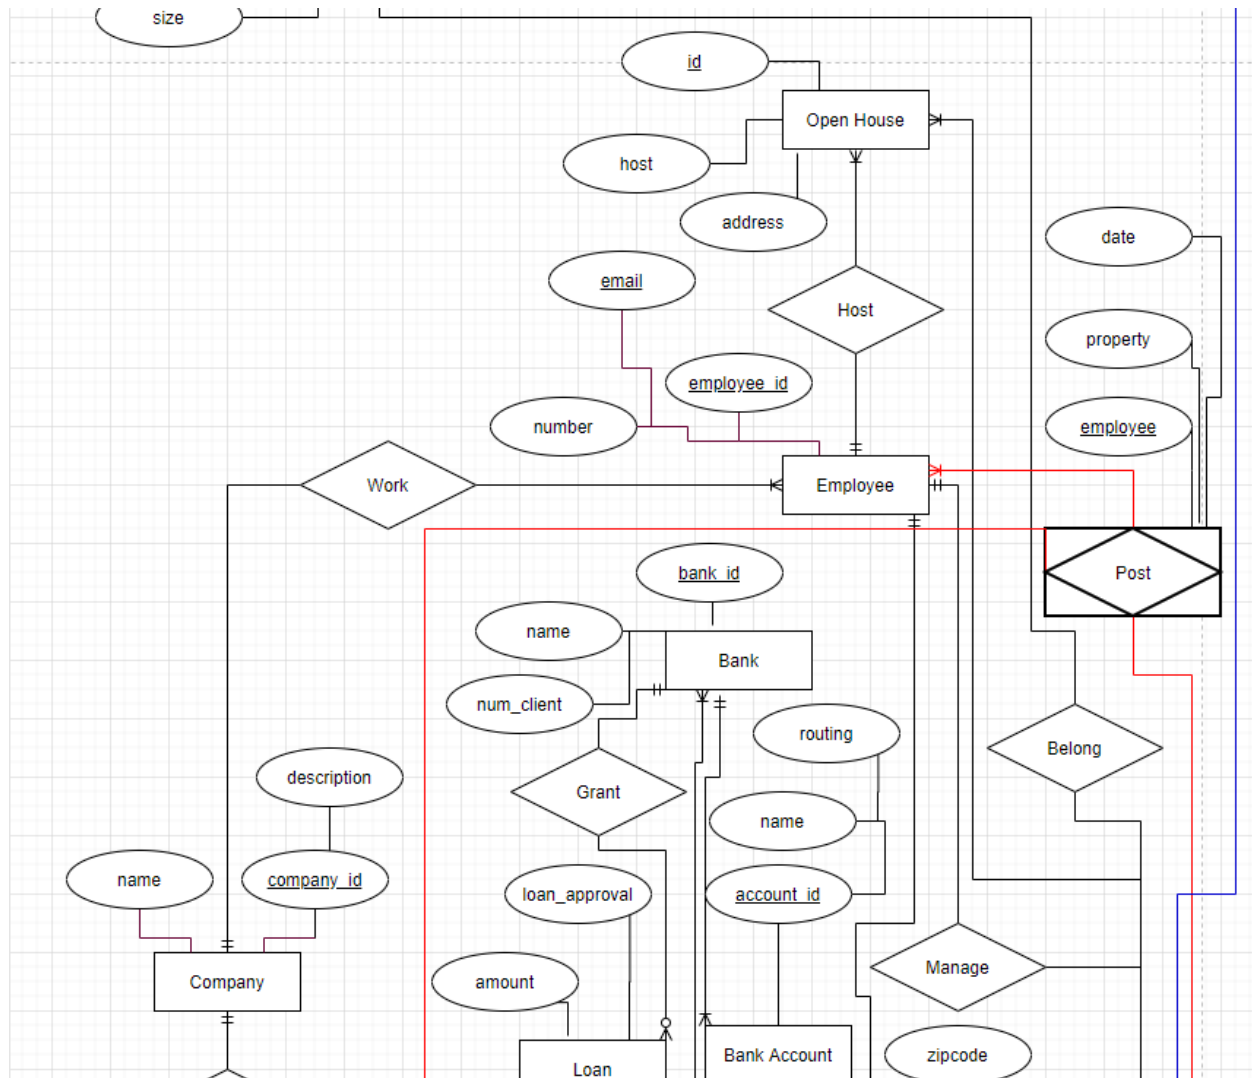 size
id
Open House
host
address
date
email
Host
property
employee_id
number
employee
Work
Employee
bank_id
Post
name
Bank
num_client
routing
Belong
description
Grant
name
name
company_id
loan_approval
account_id
Manage
Company
amount
Bank Account
zipcode
Loan